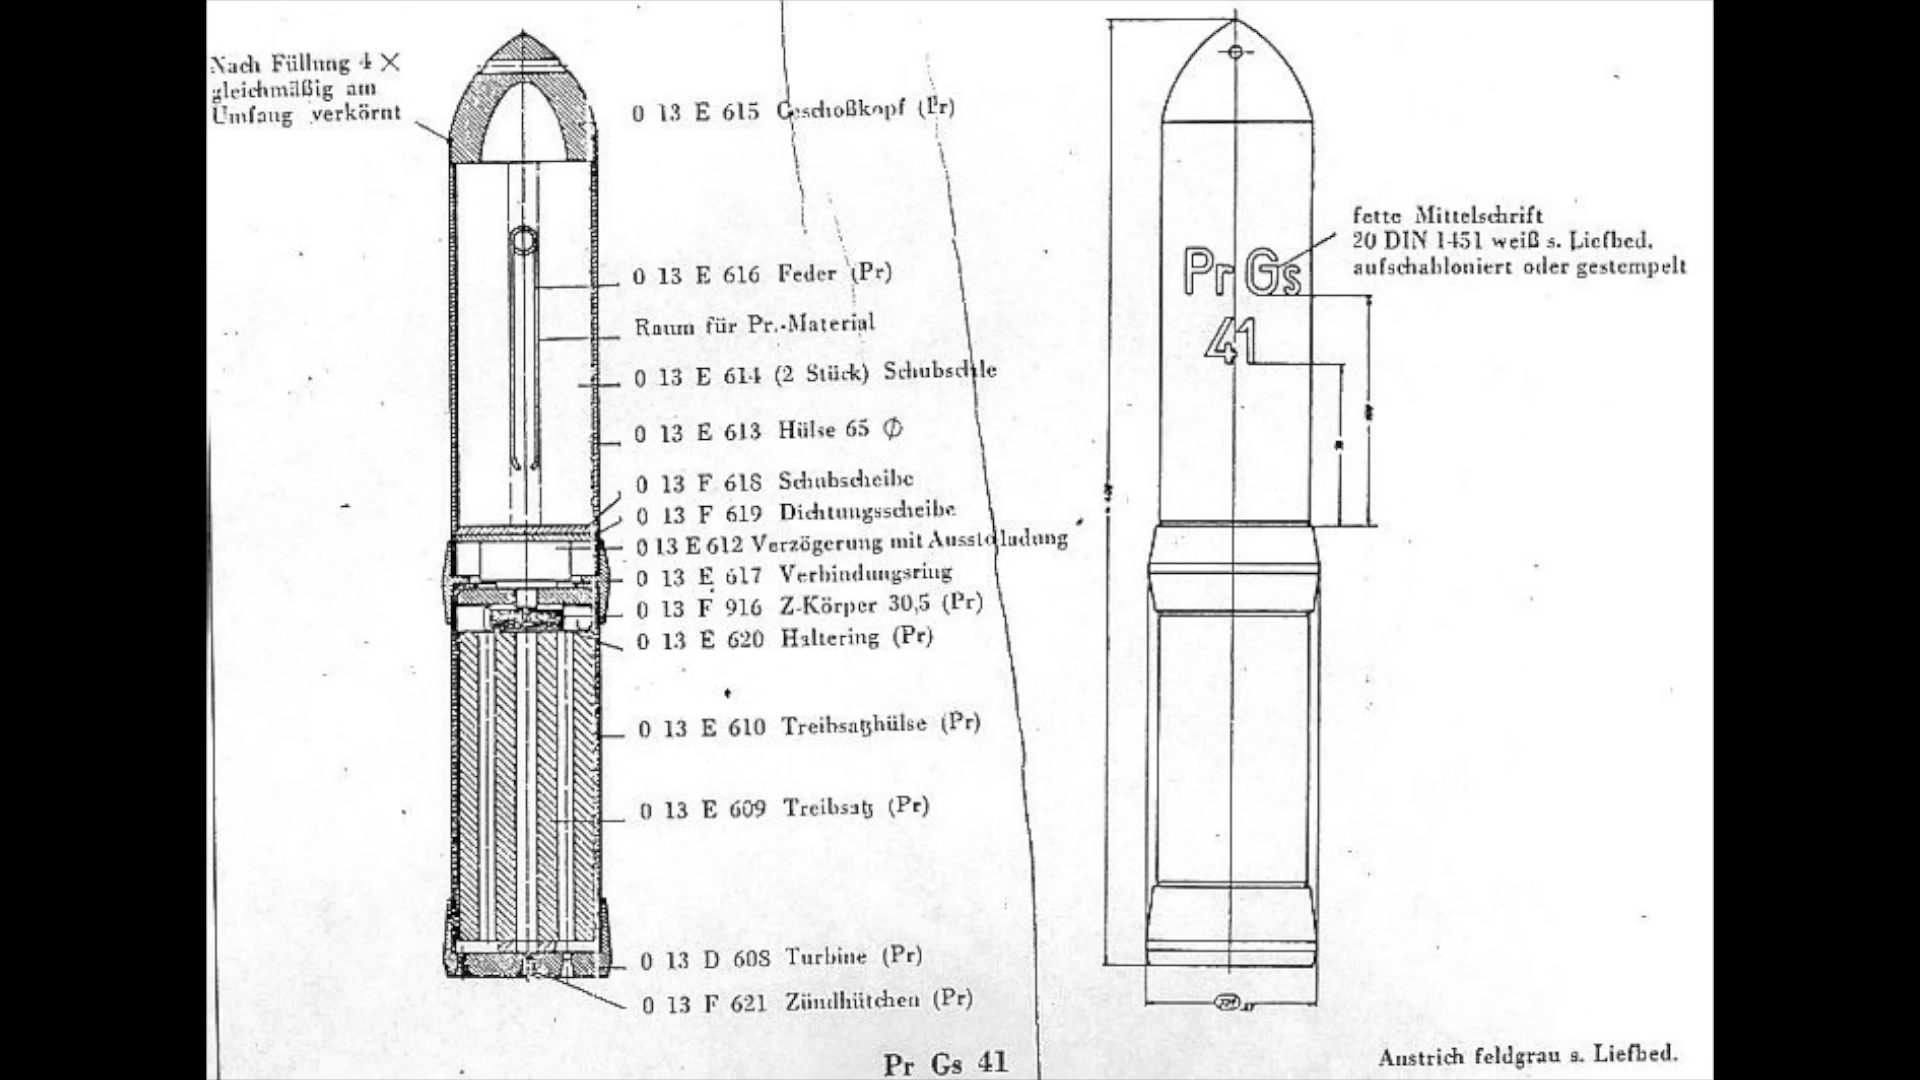 Nach Füllung 4 ×
gleichmäßig am
Umfang verkörnt
0 13 E 615 Geschoßkopf (Pr)
0 13 E 616 Feder (Pr)
Raum für Pr.-Material
0 13 E 614 (2 Stück) Schubschale
0 13 E 613 Hülse 65 ∅
0 13 F 618 Schubscheibe
0 13 F 619 Dichtungsscheibe
0 13 E 612 Verzögerung mit Ausstoladung
0 13 E 617 Verbindungsring
0 13 F 916 Z-Körper 30,5 (Pr)
0 13 E 620 Haltering (Pr)
0 13 E 610 Treibsatzhülse (Pr)
0 13 E 609 Treibsatz (Pr)
0 13 D 608 Turbine (Pr)
0 13 F 621 Zündhütchen (Pr)
Pr Gs 41
fette Mittelschrift
20 DIN 1451 weiß s. Liefbed.
aufschabloniert oder gestempelt
Pr Gs
41
Anstrich feldgrau s. Liefbed.